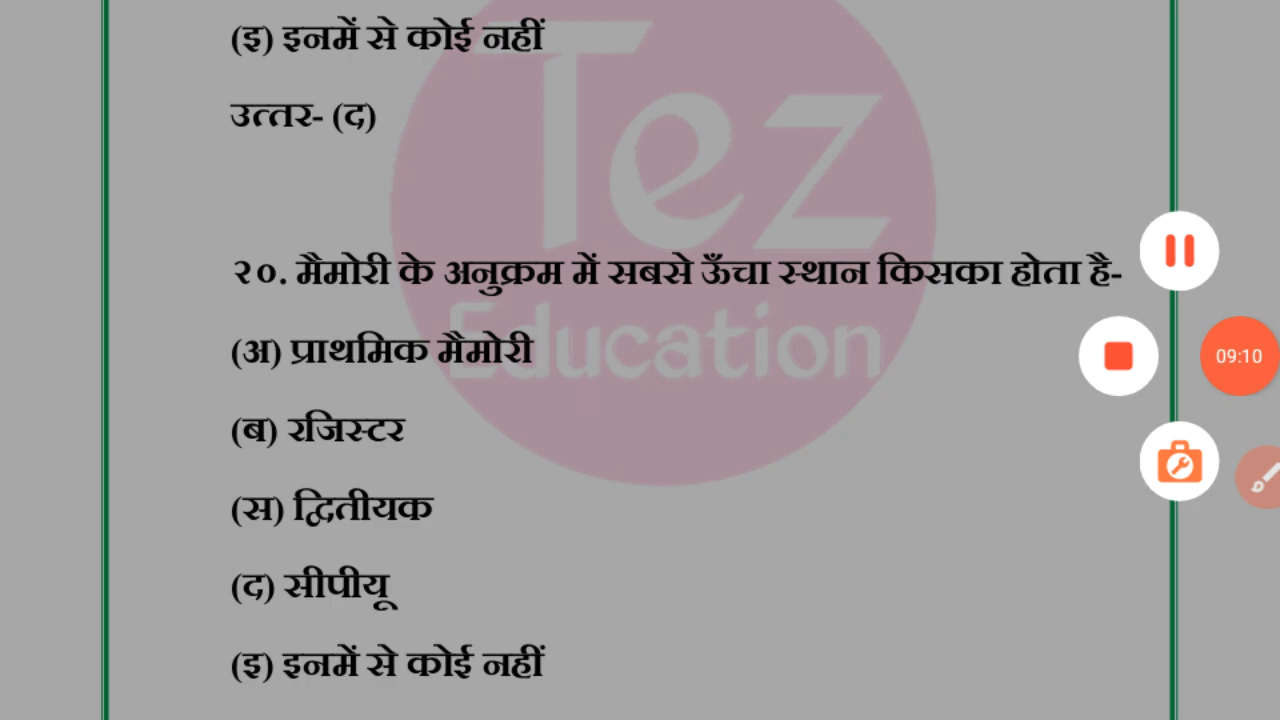 (इ) इनमें से कोई नहीं
उत्तर- (द)
Tez
Education
२०. मैमोरी के अनुक्रम में सबसे ऊँचा स्थान किसका होता है-
(अ) प्राथमिक मैमोरी
(ब) रजिस्टर
(स) द्वितीयक
(द) सीपीयू
(इ) इनमें से कोई नहीं
09:10